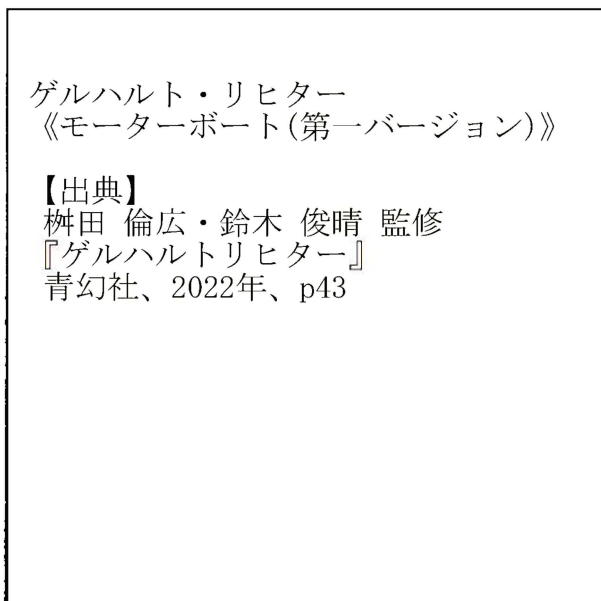 ゲルハルト・リヒター
《モーターボート(第一バージョン)》
【出典】
桝田 倫広・鈴木 俊晴 監修
『ゲルハルトリヒター』
青幻社、2022年、p43